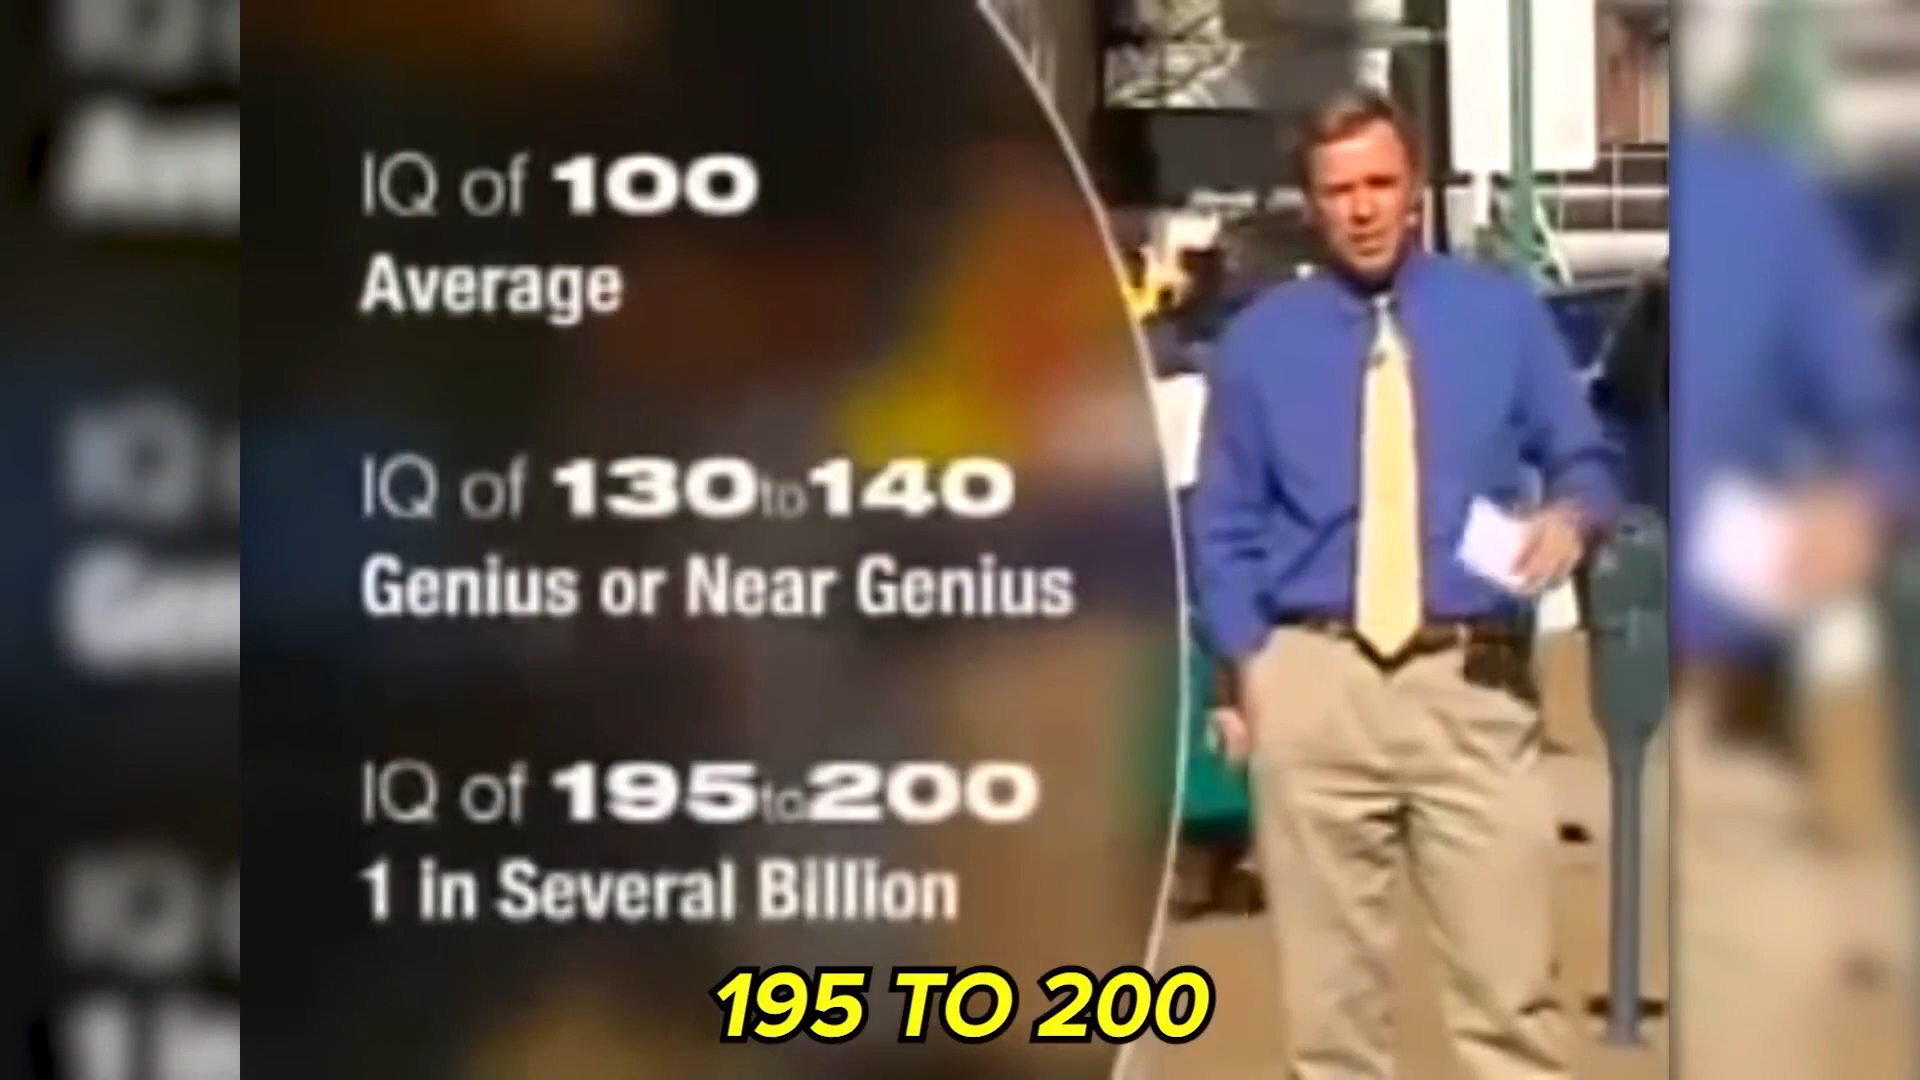 IQ of 100
Average
IQ of 130 to 140
Genius or Near Genius
IQ of 195 to 200
1 in Several Billion
195 TO 200